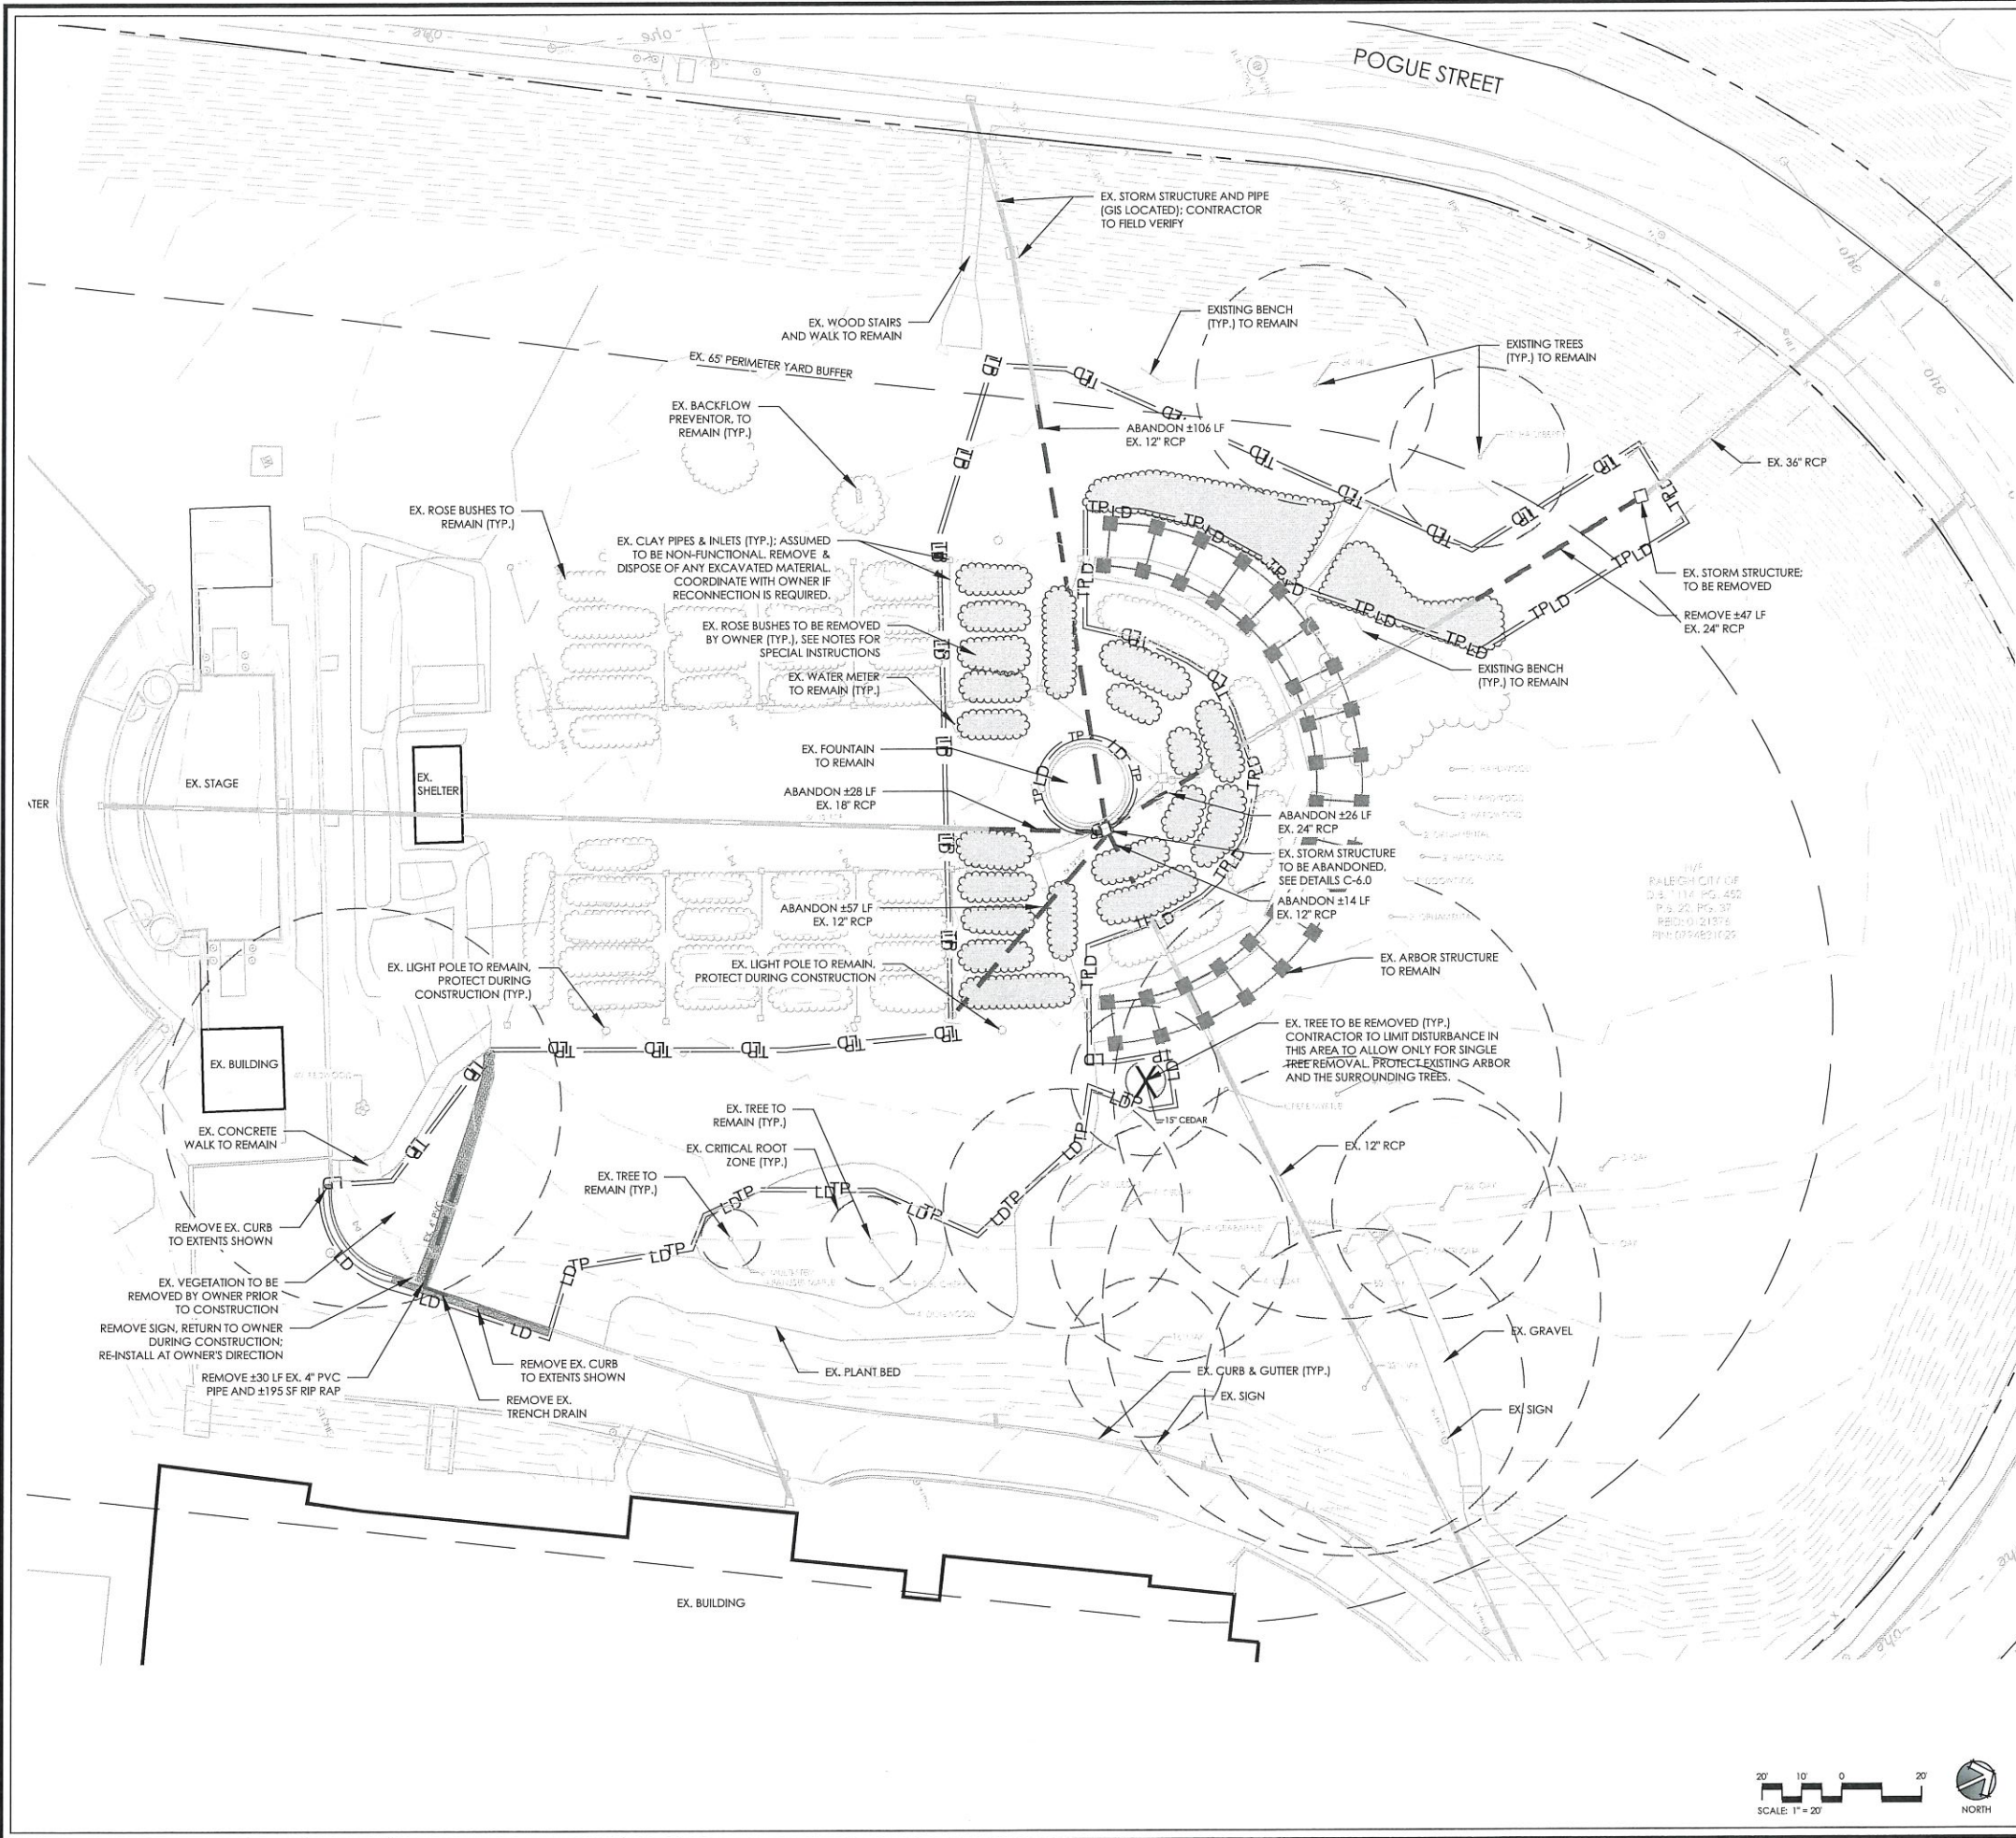 POGUE STREET
EX. STORM STRUCTURE AND PIPE
(GIS LOCATED); CONTRACTOR
TO FIELD VERIFY
EX. WOOD STAIRS
AND WALK TO REMAIN
EXISTING BENCH
(TYP.) TO REMAIN
EXISTING TREES
(TYP.) TO REMAIN
EX. 65' PERIMETER YARD BUFFER
EX. BACKFLOW
PREVENTOR, TO
REMAIN (TYP.)
ABANDON ±106 LF
EX. 12" RCP
EX. 36" RCP
EX. ROSE BUSHES TO
REMAIN (TYP.)
EX. CLAY PIPES & INLETS (TYP.); ASSUMED
TO BE NON-FUNCTIONAL. REMOVE &
DISPOSE OF ANY EXCAVATED MATERIAL.
COORDINATE WITH OWNER IF
RECONNECTION IS REQUIRED.
EX. STORM STRUCTURE;
TO BE REMOVED
REMOVE ±47 LF
EX. 24" RCP
EX. ROSE BUSHES TO BE REMOVED
BY OWNER (TYP.), SEE NOTES FOR
SPECIAL INSTRUCTIONS
EX. WATER METER
TO REMAIN (TYP.)
EXISTING BENCH
(TYP.) TO REMAIN
EX. FOUNTAIN
TO REMAIN
EX. STAGE
EX.
SHELTER
ABANDON ±28 LF
EX. 18" RCP
ABANDON ±26 LF
EX. 24" RCP
EX. STORM STRUCTURE
TO BE ABANDONED,
SEE DETAILS C-6.0
ABANDON ±14 LF
EX. 12" RCP
ABANDON ±57 LF
EX. 12" RCP
EX. LIGHT POLE TO REMAIN,
PROTECT DURING
CONSTRUCTION (TYP.)
EX. LIGHT POLE TO REMAIN,
PROTECT DURING CONSTRUCTION
EX. ARBOR STRUCTURE
TO REMAIN
EX. TREE TO BE REMOVED (TYP.)
CONTRACTOR TO LIMIT DISTURBANCE IN
THIS AREA TO ALLOW ONLY FOR SINGLE
TREE REMOVAL. PROTECT EXISTING ARBOR
AND THE SURROUNDING TREES.
EX. BUILDING
15" CEDAR
EX. TREE TO
REMAIN (TYP.)
EX. CONCRETE
WALK TO REMAIN
EX. CRITICAL ROOT
ZONE (TYP.)
EX. 12" RCP
EX. TREE TO
REMAIN (TYP.)
REMOVE EX. CURB
TO EXTENTS SHOWN
EX. 4" PVC
EX. VEGETATION TO BE
REMOVED BY OWNER PRIOR
TO CONSTRUCTION
REMOVE SIGN, RETURN TO OWNER
DURING CONSTRUCTION;
RE-INSTALL AT OWNER'S DIRECTION
REMOVE ±30 LF EX. 4" PVC
PIPE AND ±195 SF RIP RAP
REMOVE EX. CURB
TO EXTENTS SHOWN
REMOVE EX.
TRENCH DRAIN
EX. PLANT BED
EX. CURB & GUTTER (TYP.)
EX. SIGN
EX. GRAVEL
EX. SIGN
EX. BUILDING
20' 10' 0 20'
SCALE: 1" = 20'
NORTH